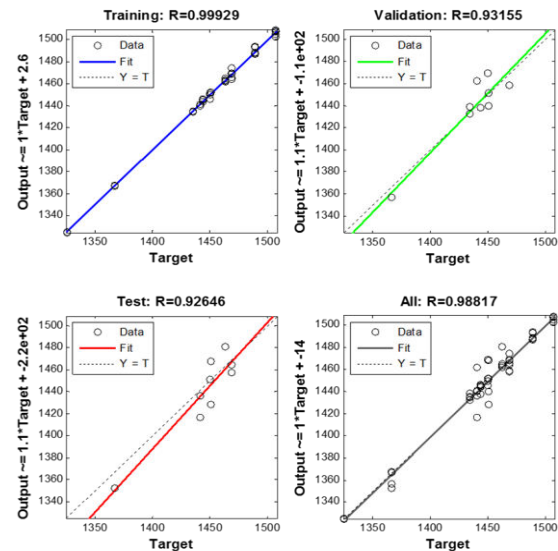 Training: R=0.99929
Output ~= 1*Target + 2.6
1500
1480
1460
1440
1420
1400
1380
1360
1340
Data
Fit
Y = T
1350
1400
1450
1500
Target
Validation: R=0.93155
Output ~= 1.1*Target + -1.1e+02
1500
1480
1460
1440
1420
1400
1380
1360
1340
Data
Fit
Y = T
1350
1400
1450
1500
Target
Test: R=0.92646
Output ~= 1.1*Target + -2.2e+02
1500
1480
1460
1440
1420
1400
1380
1360
1340
Data
Fit
Y = T
1350
1400
1450
1500
Target
All: R=0.98817
Output ~= 1*Target + -14
1500
1480
1460
1440
1420
1400
1380
1360
1340
Data
Fit
Y = T
1350
1400
1450
1500
Target